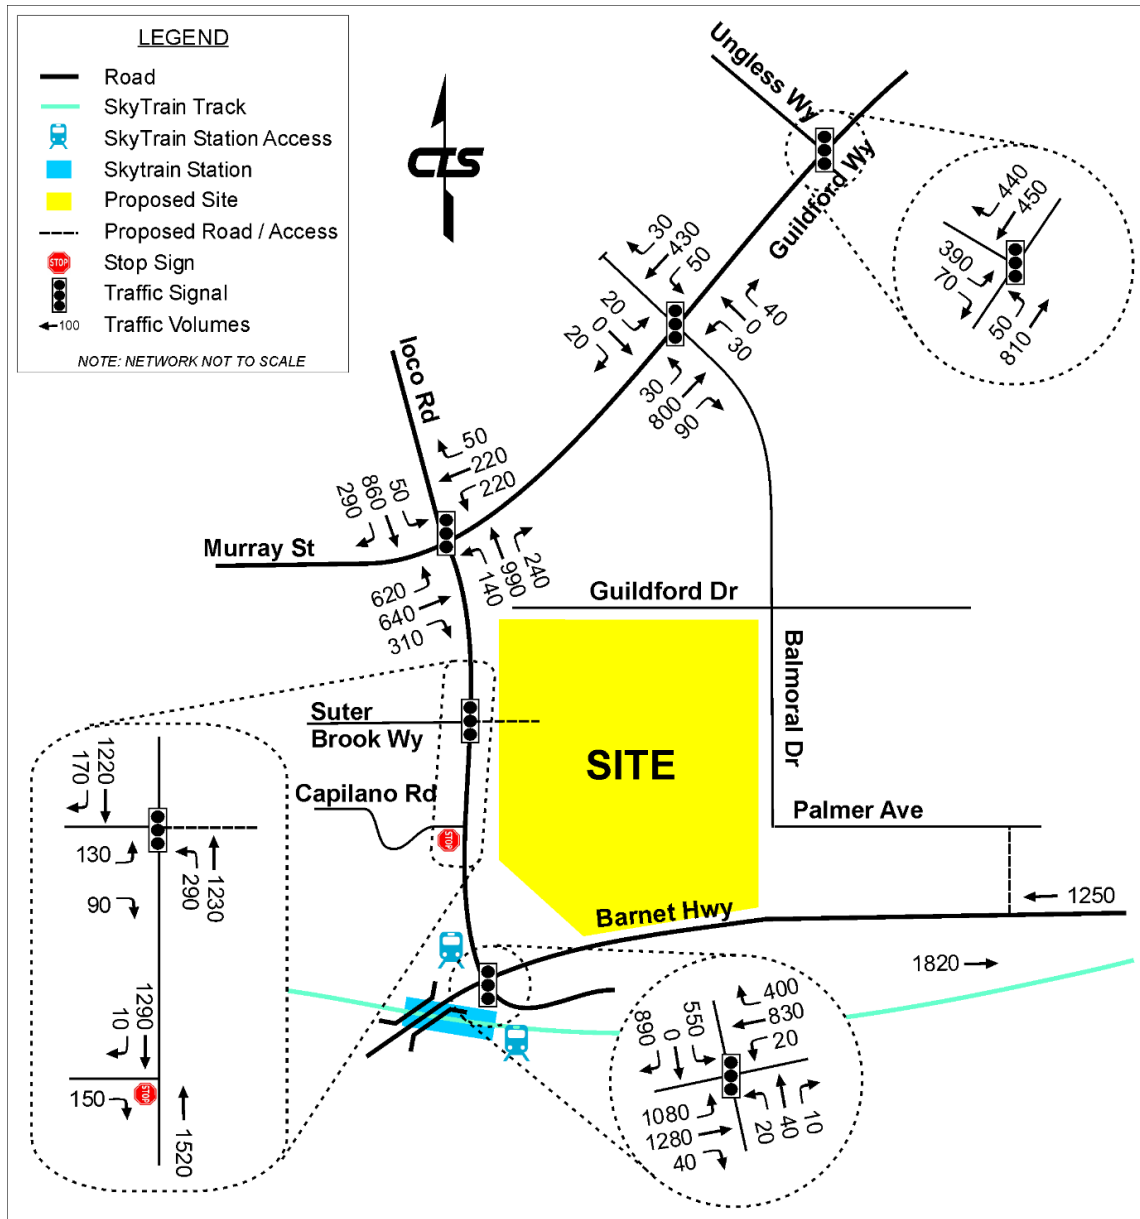 LEGEND
Road
SkyTrain Track
SkyTrain Station Access
Skytrain Station
Proposed Site
Proposed Road / Access
STOP
Stop Sign
Traffic Signal
100
Traffic Volumes
NOTE: NETWORK NOT TO SCALE
CTS
Ungless Wy
Guildford Wy
440
450
390
70
50
810
30
430
50
20
0
20
40
0
30
30
800
90
Ioco Rd
50
220
220
50
860
290
Murray St
240
990
140
620
640
310
Guildford Dr
Balmoral Dr
Suter
Brook Wy
SITE
Capilano Rd
STOP
Palmer Ave
Barnet Hwy
1250
1820
1220
170
130
90
290
1230
1290
10
150
STOP
1520
400
830
20
550
0
890
1080
1280
40
10
40
20